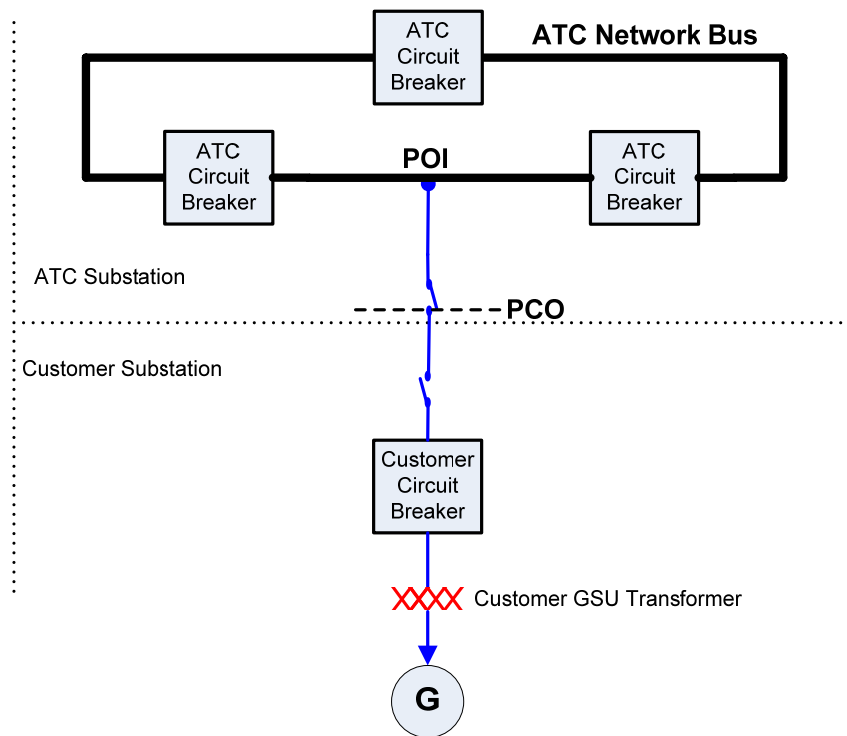 ATC
Circuit
Breaker
ATC Network Bus
ATC
Circuit
Breaker
POI
ATC
Circuit
Breaker
ATC Substation
PCO
Customer Substation
Customer
Circuit
Breaker
Customer GSU Transformer
G